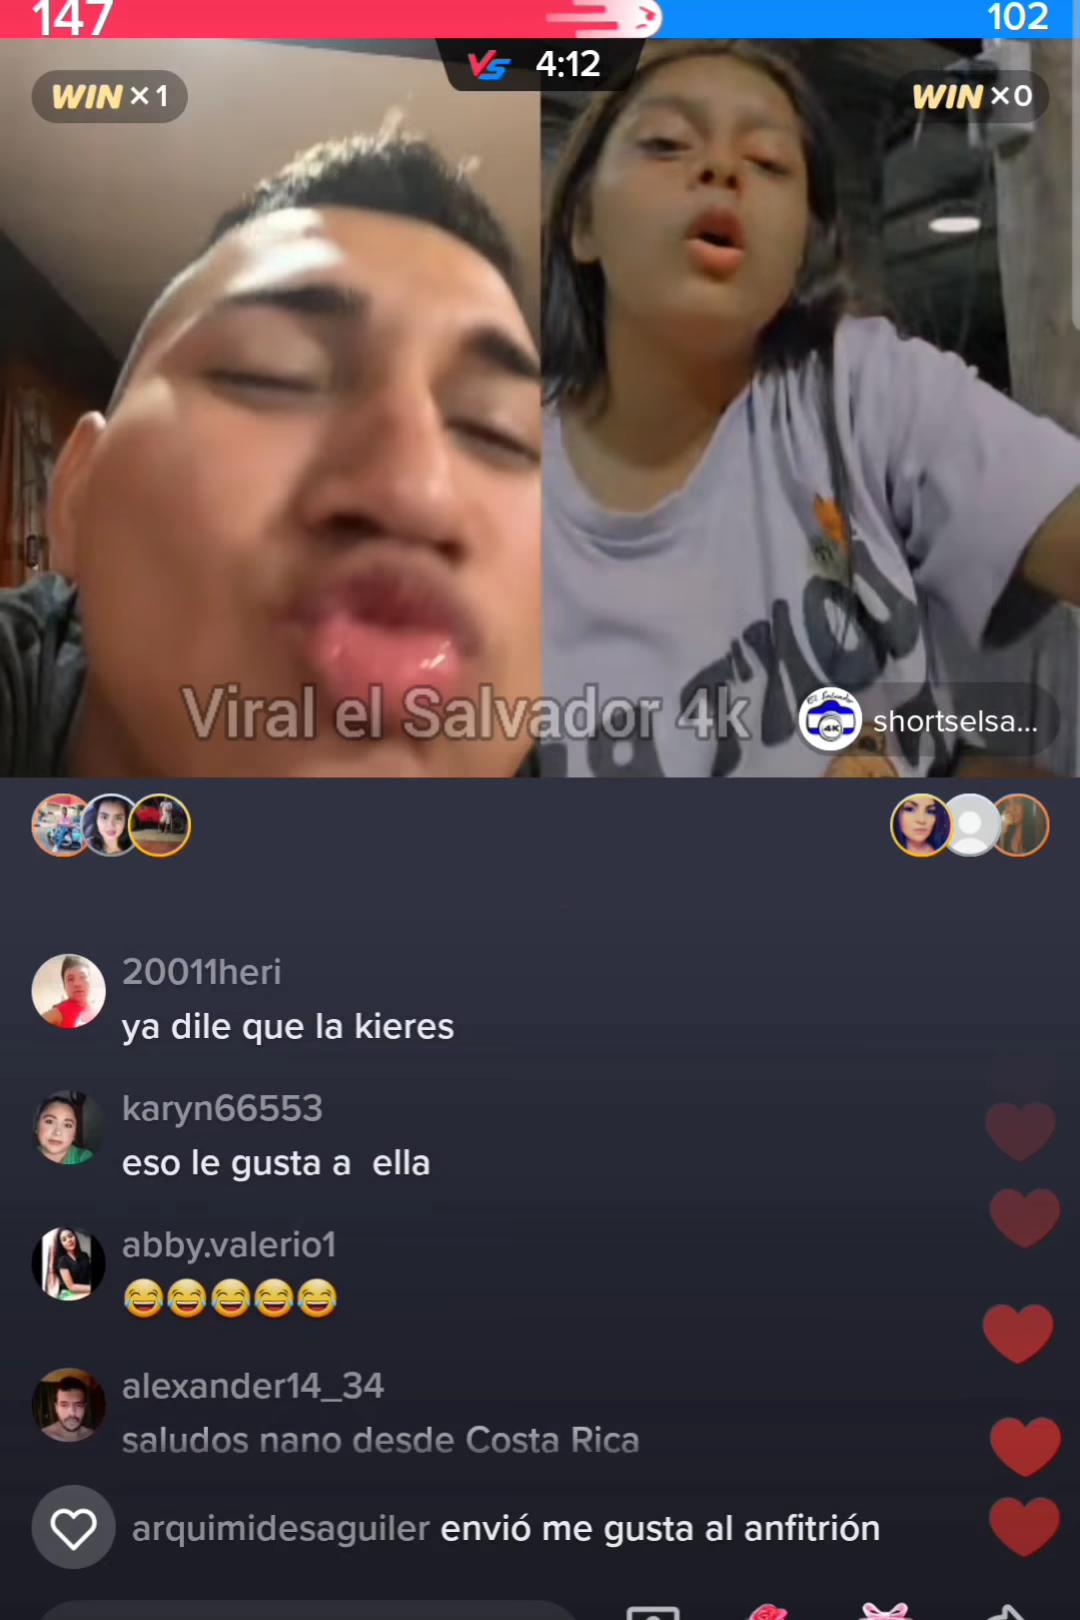 147
102
VS 4:12
WIN ×1
WIN ×0
Viral el Salvador 4k
shortselsa...
20011heri
ya dile que la kieres
karyn66553
eso le gusta a ella
abby.valerio1
😂😂😂😂😂
alexander14_34
saludos nano desde Costa Rica
arquimidesaguiler envió me gusta al anfitrión